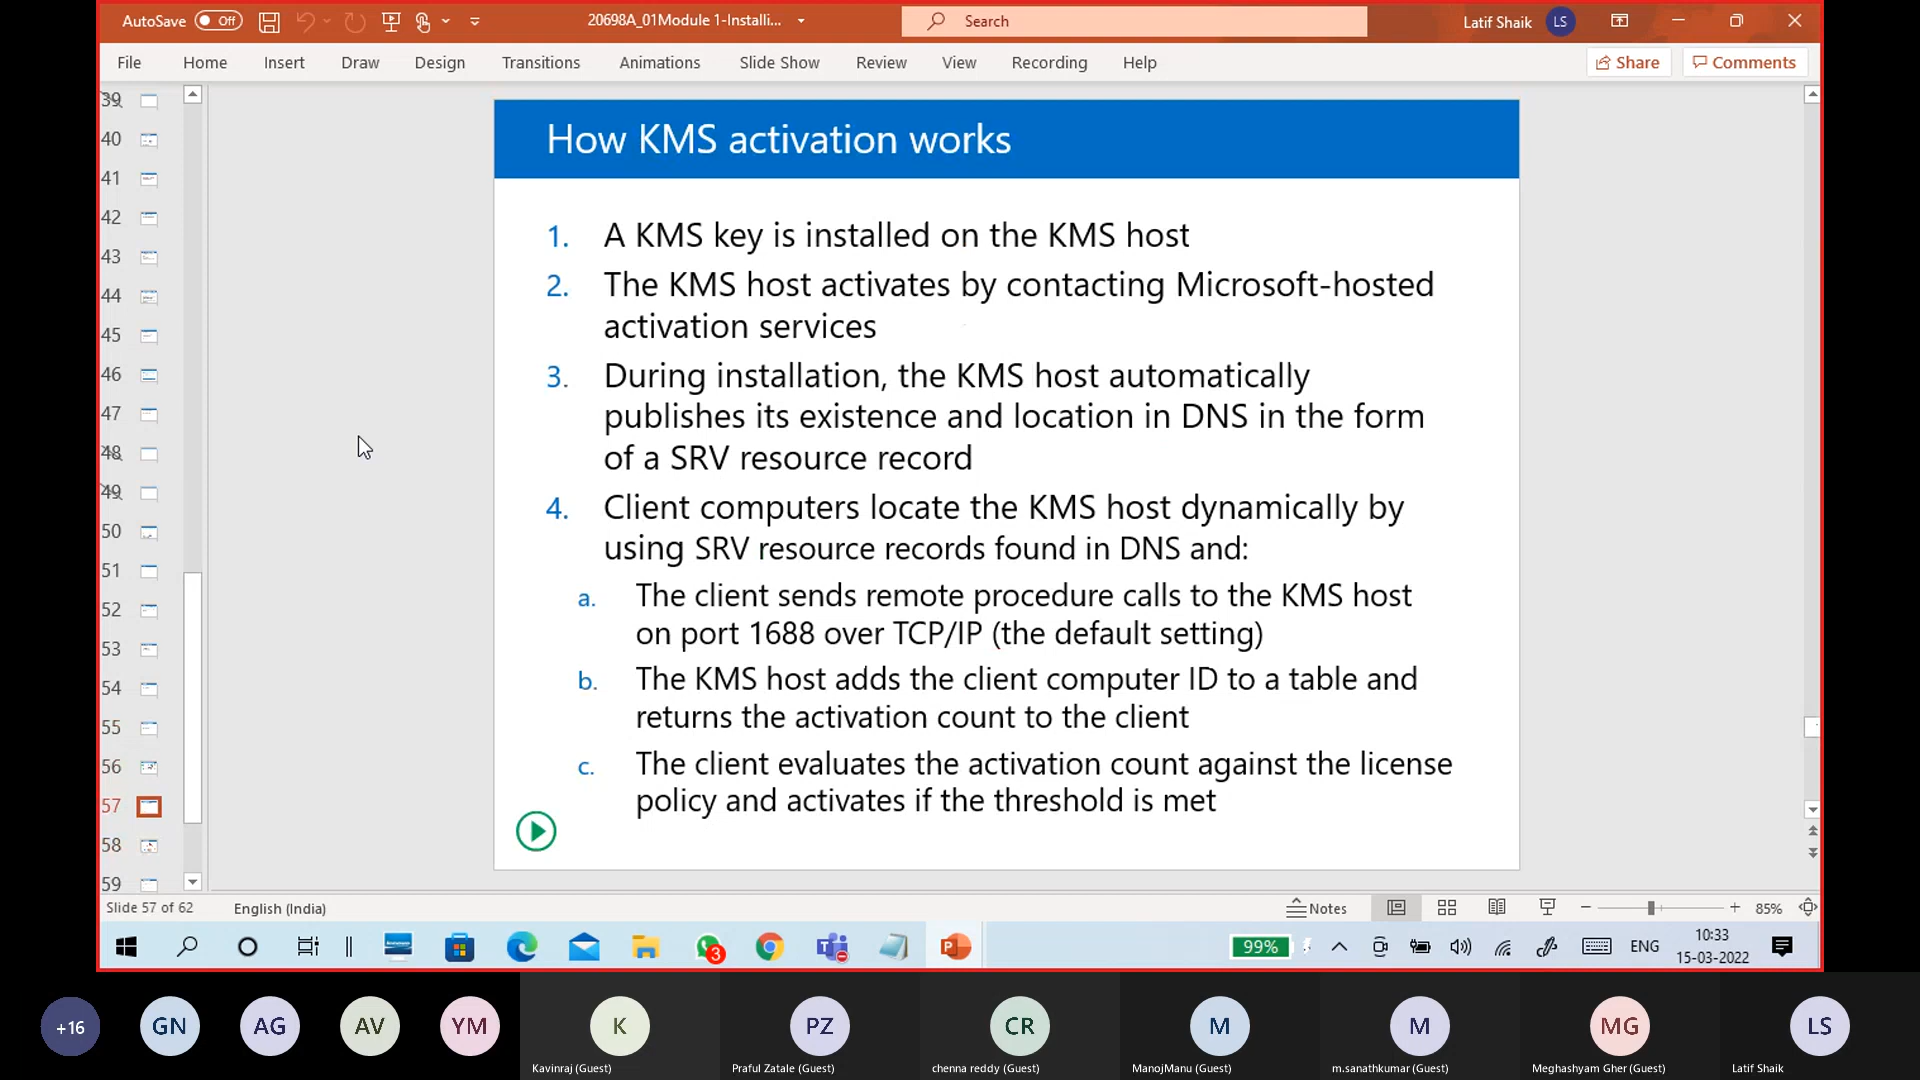 AutoSave Off 20698A_01Module 1-Installi... Search Latif Shaik LS
File Home Insert Draw Design Transitions Animations Slide Show Review View Recording Help Share Comments
39
40
41
42
43
44
45
46
47
48
49
50
51
52
53
54
55
56
57
58
59
How KMS activation works
1. A KMS key is installed on the KMS host
2. The KMS host activates by contacting Microsoft-hosted
activation services
3. During installation, the KMS host automatically
publishes its existence and location in DNS in the form
of a SRV resource record
4. Client computers locate the KMS host dynamically by
using SRV resource records found in DNS and:
a. The client sends remote procedure calls to the KMS host
on port 1688 over TCP/IP (the default setting)
b. The KMS host adds the client computer ID to a table and
returns the activation count to the client
c. The client evaluates the activation count against the license
policy and activates if the threshold is met
Slide 57 of 62 English (India) Notes 85%
3 99% ENG 10:33
15-03-2022
+16 GN AG AV YM K PZ CR M M MG LS
Kavinraj (Guest) Praful Zatale (Guest) chenna reddy (Guest) ManojManu (Guest) m.sanathkumar (Guest) Meghashyam Gher (Guest) Latif Shaik